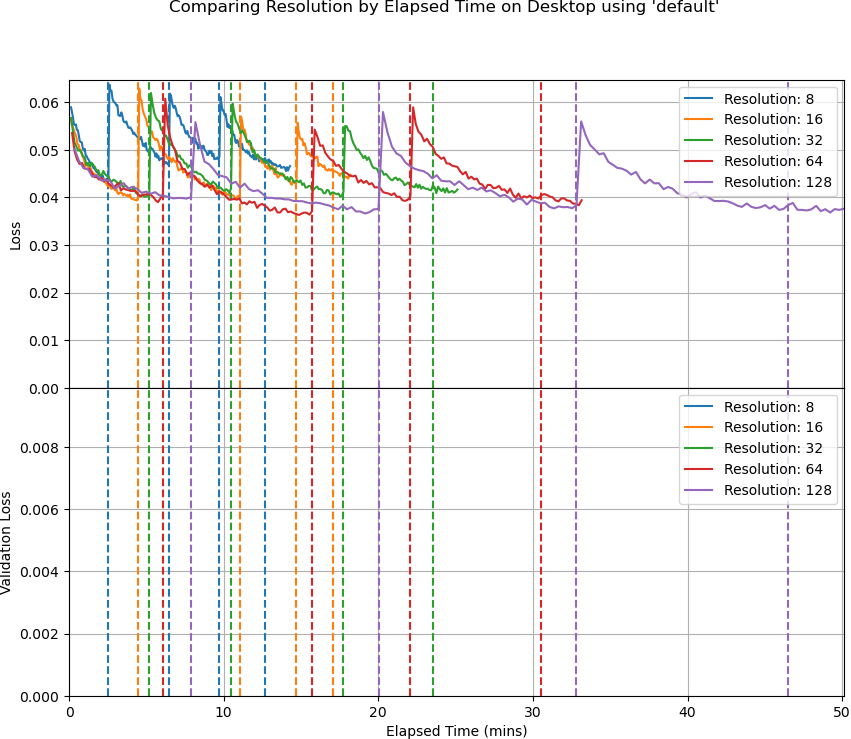 Comparing Resolution by Elapsed Time on Desktop using 'default'
Loss
0.06
0.05
0.04
0.03
0.02
0.01
0.00
Resolution: 8
Resolution: 16
Resolution: 32
Resolution: 64
Resolution: 128
Validation Loss
0.008
0.006
0.004
0.002
0.000
Resolution: 8
Resolution: 16
Resolution: 32
Resolution: 64
Resolution: 128
0 10 20 30 40 50
Elapsed Time (mins)